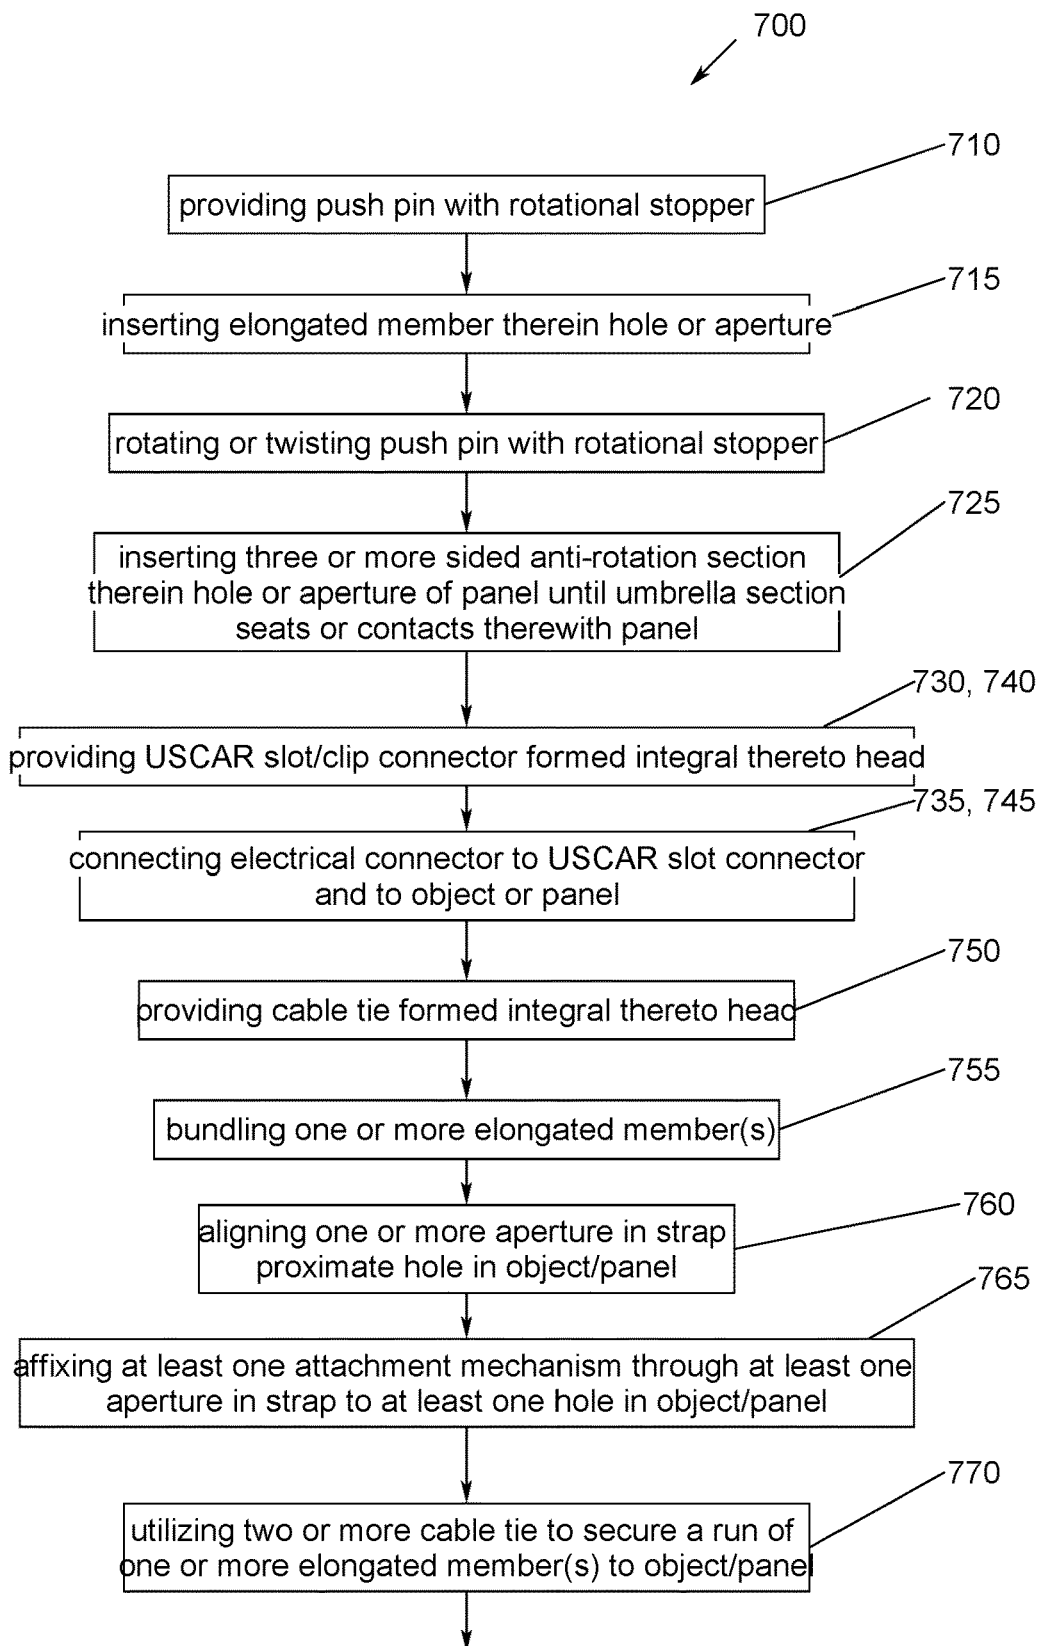 700
710
providing push pin with rotational stopper
715
inserting elongated member therein hole or aperture
720
rotating or twisting push pin with rotational stopper
725
inserting three or more sided anti-rotation section
therein hole or aperture of panel until umbrella section
seats or contacts therewith panel
730, 740
providing USCAR slot/clip connector formed integral thereto head
735, 745
connecting electrical connector to USCAR slot connector
and to object or panel
750
providing cable tie formed integral thereto head
755
bundling one or more elongated member(s)
760
aligning one or more aperture in strap
proximate hole in object/panel
765
affixing at least one attachment mechanism through at least one
aperture in strap to at least one hole in object/panel
770
utilizing two or more cable tie to secure a run of
one or more elongated member(s) to object/panel